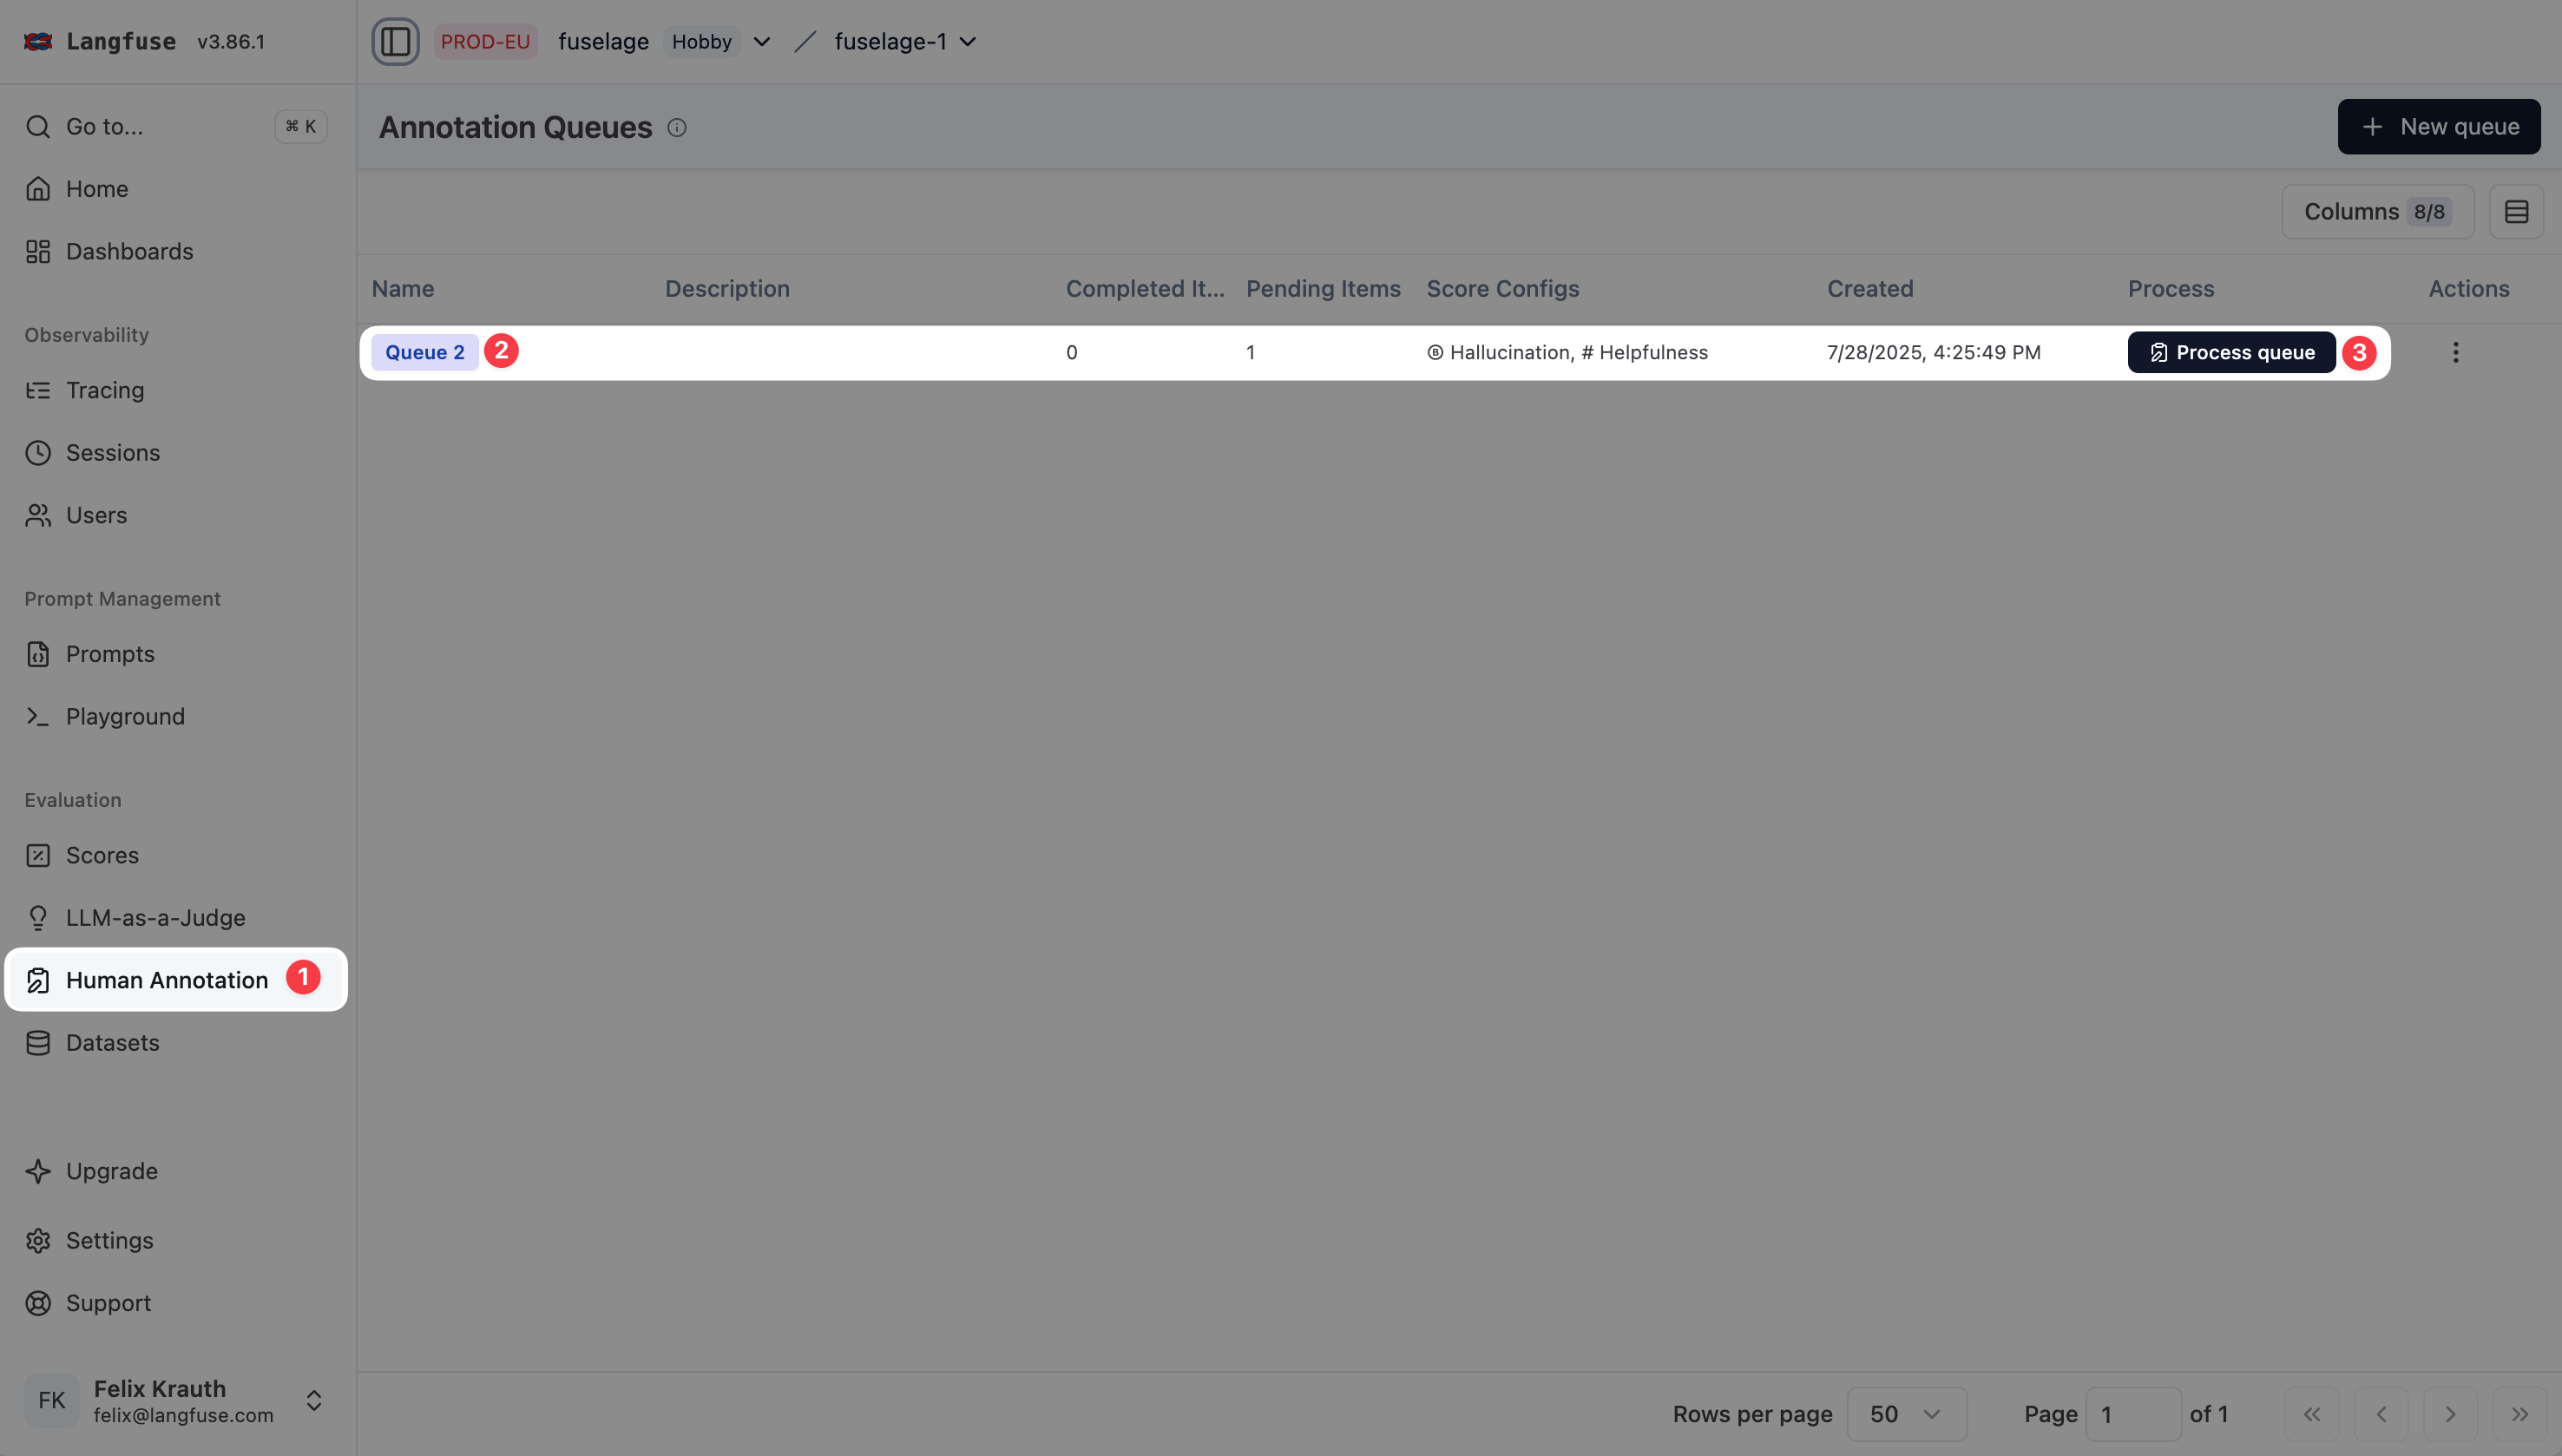 Langfuse v3.86.1
PROD-EU fuselage Hobby / fuselage-1
Go to... ⌘ K
Home
Dashboards
Observability
Tracing
Sessions
Users
Prompt Management
Prompts
Playground
Evaluation
Scores
LLM-as-a-Judge
Human Annotation 1
Datasets
Upgrade
Settings
Support
FK
Felix Krauth
felix@langfuse.com
Annotation Queues
+ New queue
Columns 8/8
Name Description Completed It... Pending Items Score Configs Created Process Actions
Queue 2 2 0 1 Ⓑ Hallucination, # Helpfulness 7/28/2025, 4:25:49 PM Process queue 3
Rows per page 50 Page 1 of 1